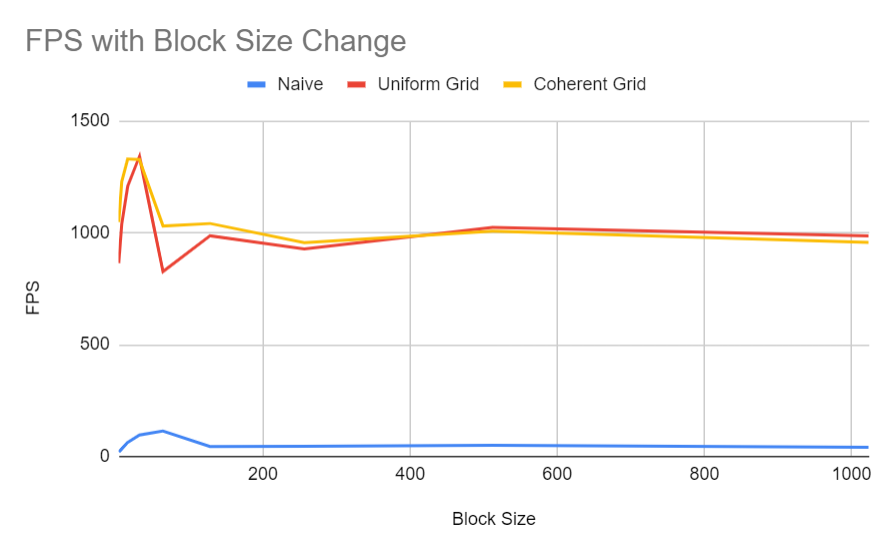 FPS with Block Size Change
Naive Uniform Grid Coherent Grid
1500
1000
500
0
FPS
200 400 600 800 1000
Block Size